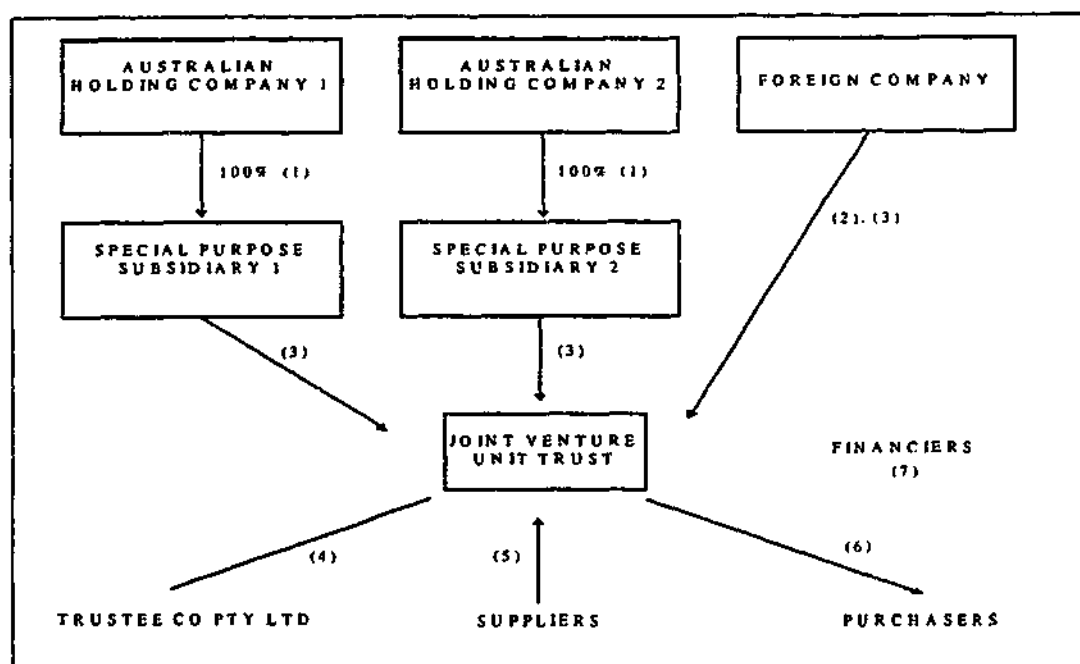 AUSTRALIAN
HOLDING COMPANY 1
AUSTRALIAN
HOLDING COMPANY 2
FOREIGN COMPANY
100% (1)
100% (1)
(2), (3)
SPECIAL PURPOSE
SUBSIDIARY 1
SPECIAL PURPOSE
SUBSIDIARY 2
(3)
(3)
JOINT VENTURE
UNIT TRUST
FINANCIERS
(7)
(4)
(5)
(6)
TRUSTEE CO PTY LTD
SUPPLIERS
PURCHASERS